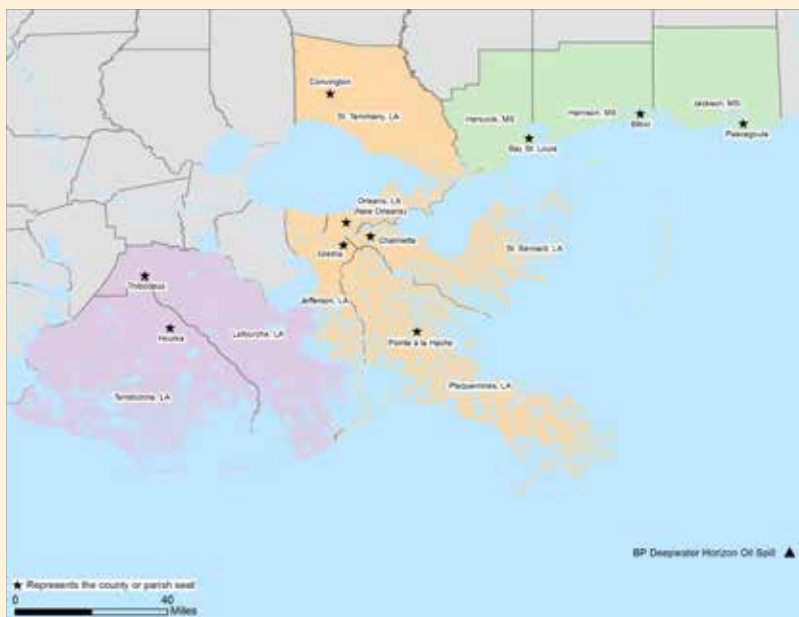 Covington
St. Tammany, LA
Hancock, MS
Harrison, MS
Jackson, MS
Biloxi
Pascagoula
Bay St. Louis
Orleans, LA
(New Orleans)
Chalmette
Gretna
St. Bernard, LA
Thibodaux
Jefferson, LA
Houma
Lafourche, LA
Pointe à la Hache
Terrebonne, LA
Plaquemines, LA
BP Deepwater Horizon Oil Spill
Represents the county or parish seat
0 40
Miles